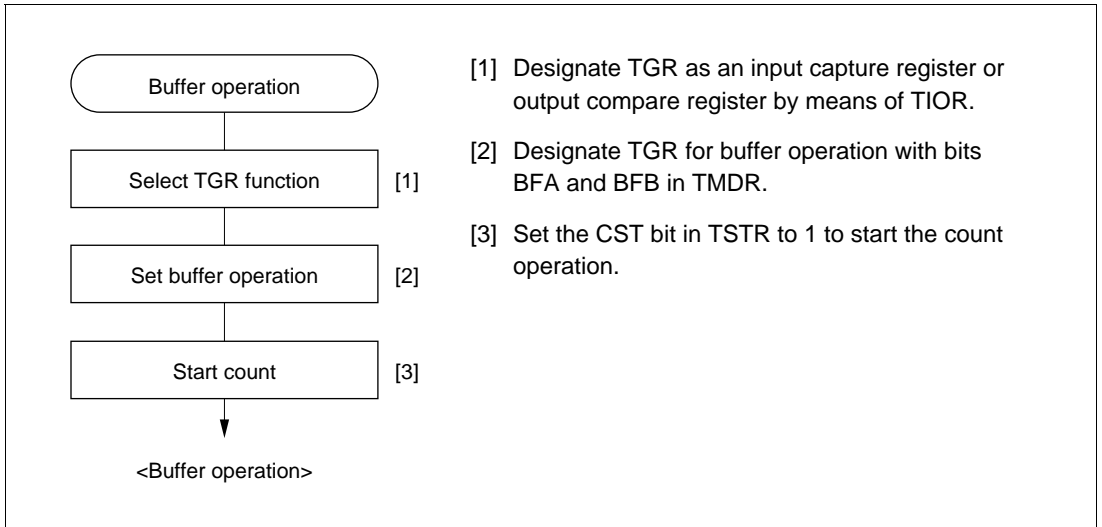 Buffer operation
Select TGR function
[1]
Set buffer operation
[2]
Start count
[3]
<Buffer operation>
[1] Designate TGR as an input capture register or
output compare register by means of TIOR.
[2] Designate TGR for buffer operation with bits
BFA and BFB in TMDR.
[3] Set the CST bit in TSTR to 1 to start the count
operation.